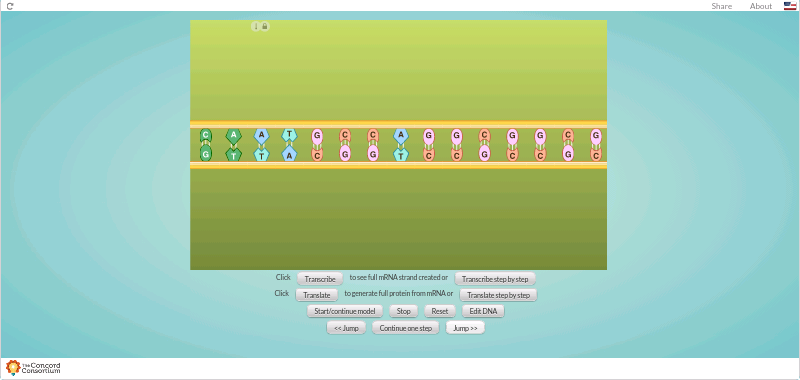 Share About
C A A T G C C A G G C G G C G
G T T A C G G T C C G C C G C
Click Transcribe to see full mRNA strand created or Transcribe step by step
Click Translate to generate full protein from mRNA or Translate step by step
Start/continue model Stop Reset Edit DNA
<< Jump Continue one step Jump >>
The Concord
Consortium